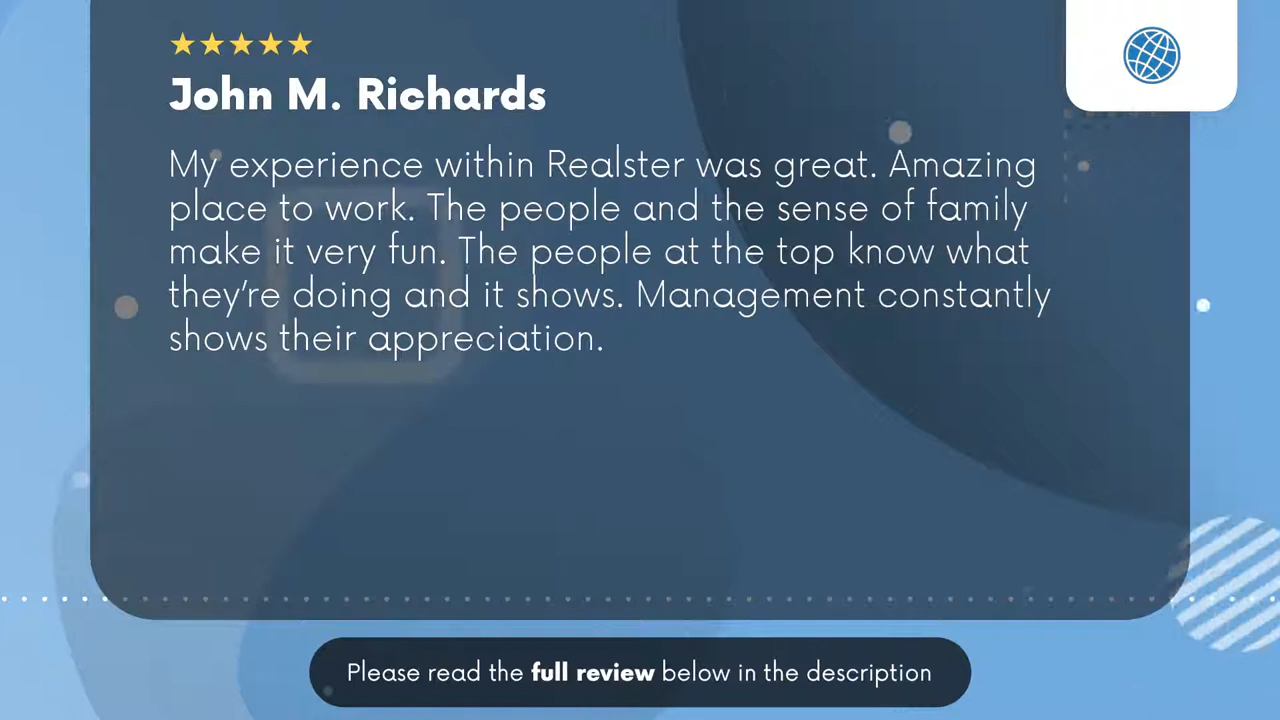 John M. Richards
My experience within Realster was great. Amazing
place to work. The people and the sense of family
make it very fun. The people at the top know what
they're doing and it shows. Management constantly
shows their appreciation.
Please read the full review below in the description